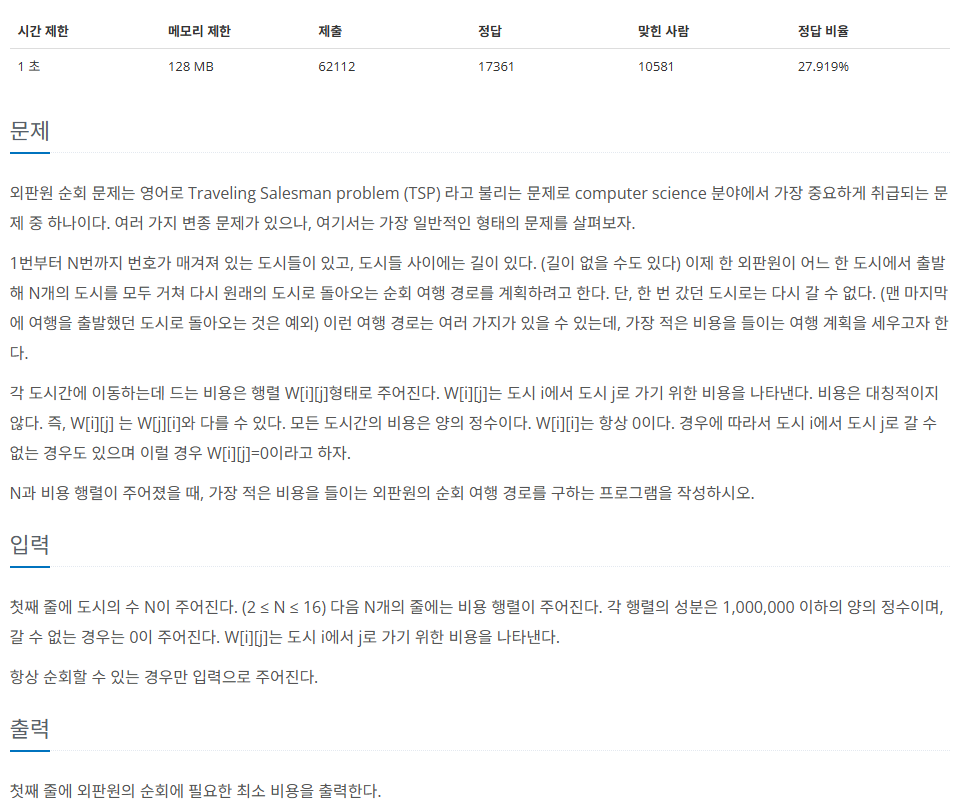 시간 제한 메모리 제한 제출 정답 맞힌 사람 정답 비율
1 초 128 MB 62112 17361 10581 27.919%
문제
외판원 순회 문제는 영어로 Traveling Salesman problem (TSP) 라고 불리는 문제로 computer science 분야에서 가장 중요하게 취급되는 문
제 중 하나이다. 여러 가지 변종 문제가 있으나, 여기서는 가장 일반적인 형태의 문제를 살펴보자.
1번부터 N번까지 번호가 매겨져 있는 도시들이 있고, 도시들 사이에는 길이 있다. (길이 없을 수도 있다) 이제 한 외판원이 어느 한 도시에서 출발
해 N개의 도시를 모두 거쳐 다시 원래의 도시로 돌아오는 순회 여행 경로를 계획하려고 한다. 단, 한 번 갔던 도시로는 다시 갈 수 없다. (맨 마지막
에 여행을 출발했던 도시로 돌아오는 것은 예외) 이런 여행 경로는 여러 가지가 있을 수 있는데, 가장 적은 비용을 들이는 여행 계획을 세우고자 한
다.
각 도시간에 이동하는데 드는 비용은 행렬 W[i][j]형태로 주어진다. W[i][j]는 도시 i에서 도시 j로 가기 위한 비용을 나타낸다. 비용은 대칭적이지
않다. 즉, W[i][j] 는 W[j][i]와 다를 수 있다. 모든 도시간의 비용은 양의 정수이다. W[i][i]는 항상 0이다. 경우에 따라서 도시 i에서 도시 j로 갈 수
없는 경우도 있으며 이럴 경우 W[i][j]=0이라고 하자.
N과 비용 행렬이 주어졌을 때, 가장 적은 비용을 들이는 외판원의 순회 여행 경로를 구하는 프로그램을 작성하시오.
입력
첫째 줄에 도시의 수 N이 주어진다. (2 ≤ N ≤ 16) 다음 N개의 줄에는 비용 행렬이 주어진다. 각 행렬의 성분은 1,000,000 이하의 양의 정수이며,
갈 수 없는 경우는 0이 주어진다. W[i][j]는 도시 i에서 j로 가기 위한 비용을 나타낸다.
항상 순회할 수 있는 경우만 입력으로 주어진다.
출력
첫째 줄에 외판원의 순회에 필요한 최소 비용을 출력한다.